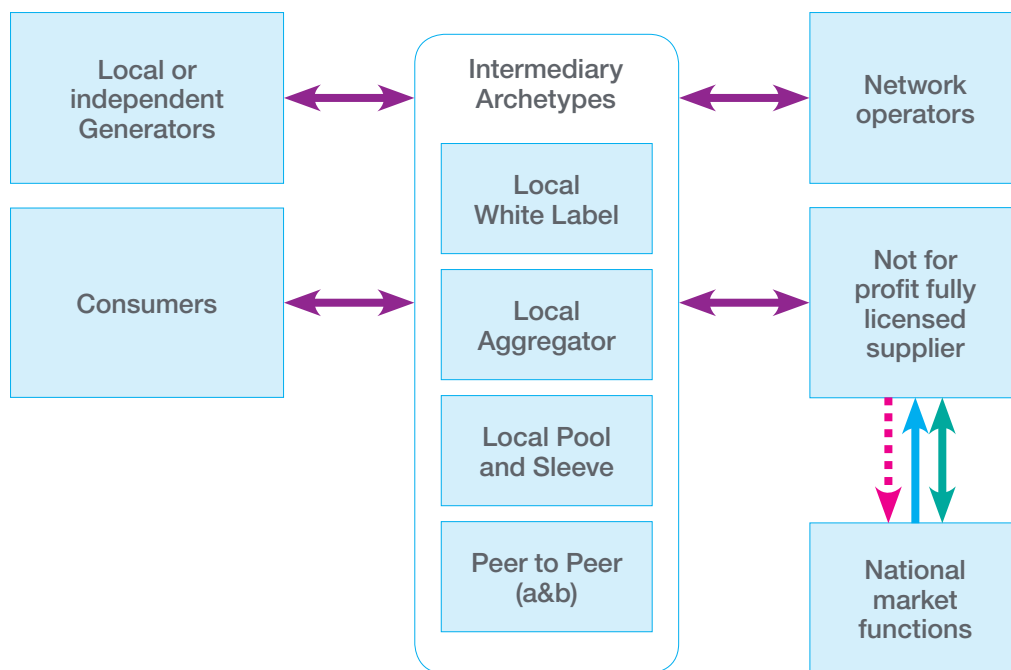 Local or
independent
Generators
Consumers
Intermediary
Archetypes
Local
White Label
Local
Aggregator
Local Pool
and Sleeve
Peer to Peer
(a&b)
Network
operators
Not for
profit fully
licensed
supplier
National
market
functions